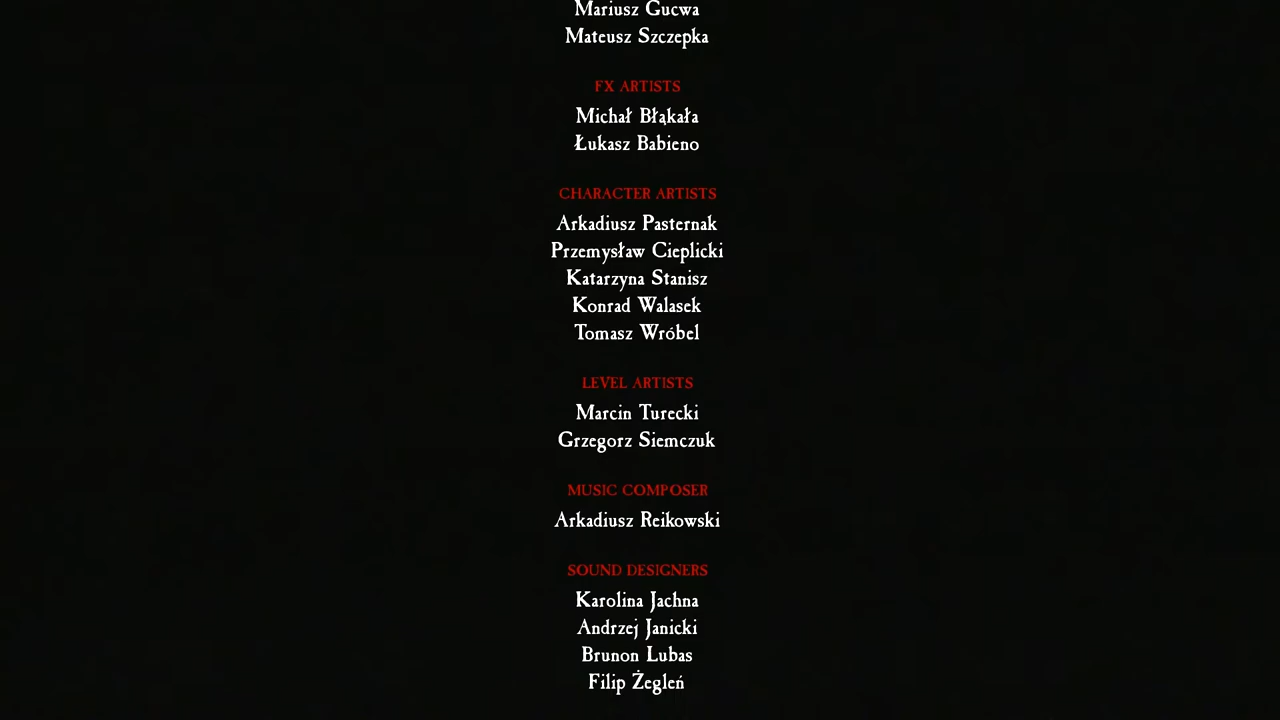 Mariusz Gucwa
Mateusz Szczepka
FX ARTISTS
Michał Błąkała
Łukasz Babieno
CHARACTER ARTISTS
Arkadiusz Pasternak
Przemysław Cieplicki
Katarzyna Stanisz
Konrad Walasek
Tomasz Wróbel
LEVEL ARTISTS
Marcin Turecki
Grzegorz Siemczuk
MUSIC COMPOSER
Arkadiusz Reikowski
SOUND DESIGNERS
Karolina Jachna
Andrzej Janicki
Brunon Lubas
Filip Żegleń